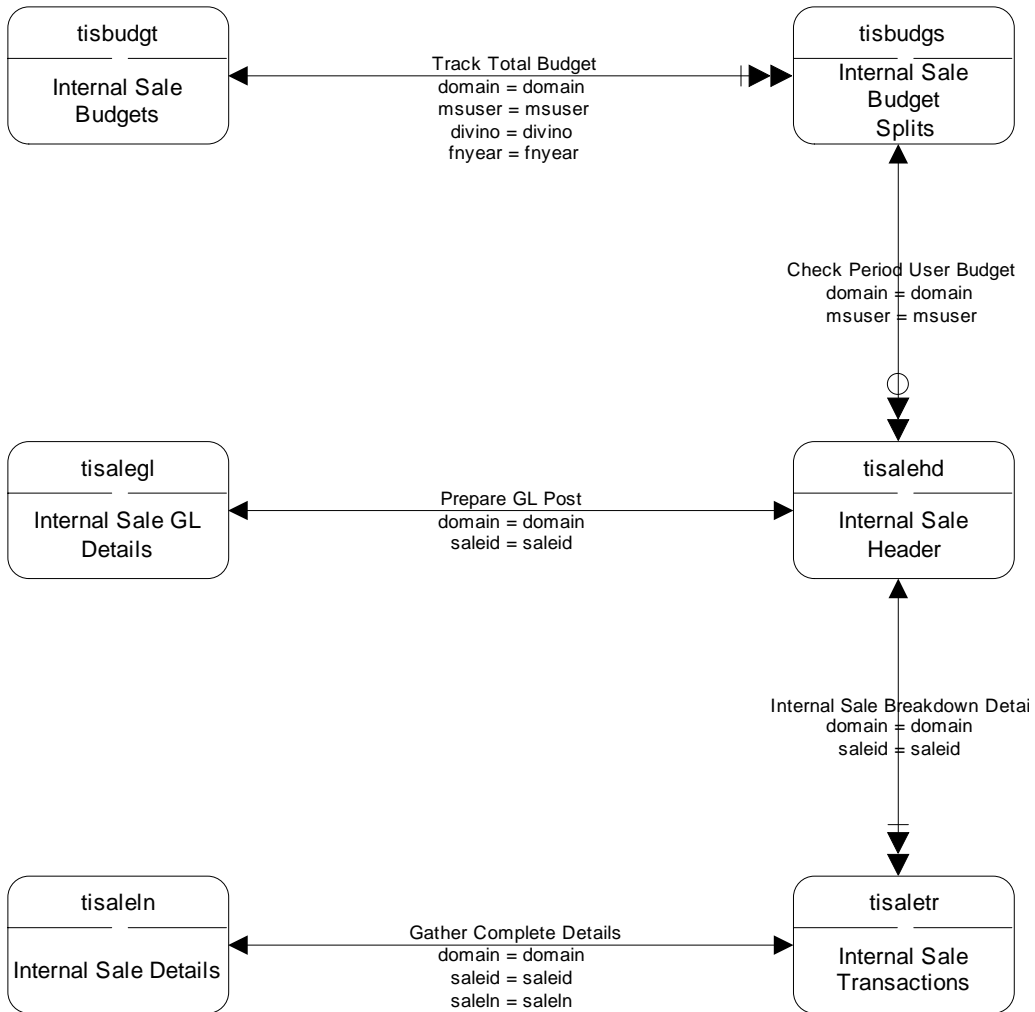 tisbudgt
Internal Sale
Budgets
Track Total Budget
domain = domain
msuser = msuser
divino = divino
fnyear = fnyear
tisbudgs
Internal Sale
Budget
Splits
Check Period User Budget
domain = domain
msuser = msuser
tisalegl
Internal Sale GL
Details
Prepare GL Post
domain = domain
saleid = saleid
tisalehd
Internal Sale
Header
Internal Sale Breakdown Detai
domain = domain
saleid = saleid
tisaleln
Internal Sale Details
Gather Complete Details
domain = domain
saleid = saleid
saleln = saleln
tisaletr
Internal Sale
Transactions